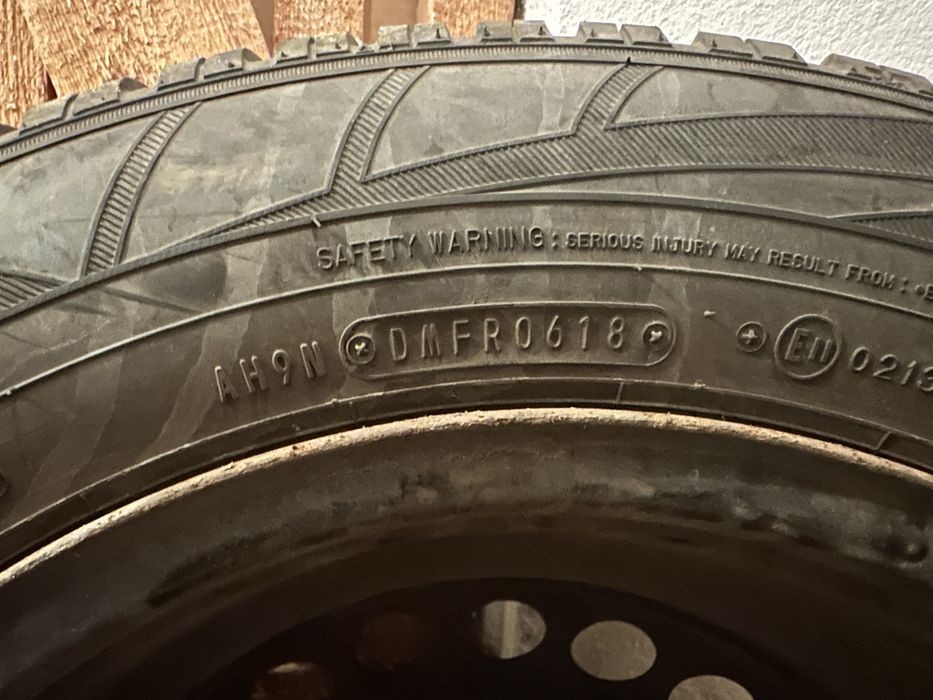 SAFETY WARNING : SERIOUS INJURY MAY RESULT FROM :
AH9N DMFR0618 E11 0213